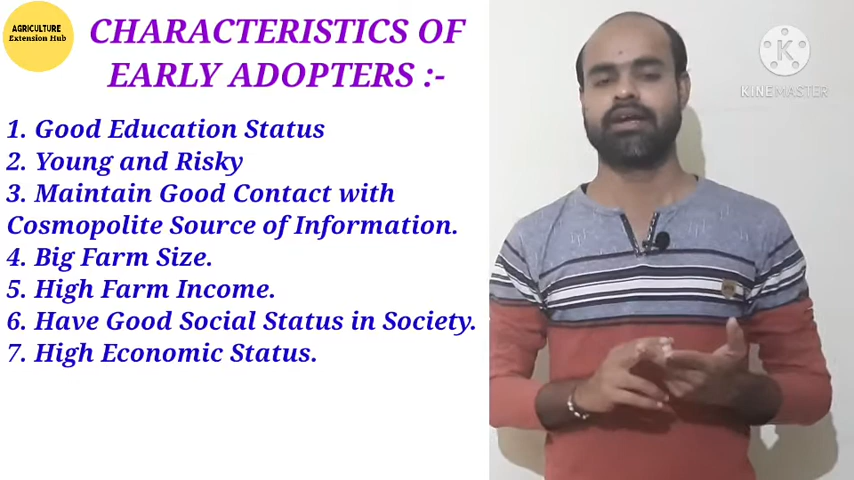 AGRICULTURE
Extension Hub
CHARACTERISTICS OF
EARLY ADOPTERS :-
1. Good Education Status
2. Young and Risky
3. Maintain Good Contact with
Cosmopolite Source of Information.
4. Big Farm Size.
5. High Farm Income.
6. Have Good Social Status in Society.
7. High Economic Status.
K
KINEMASTER